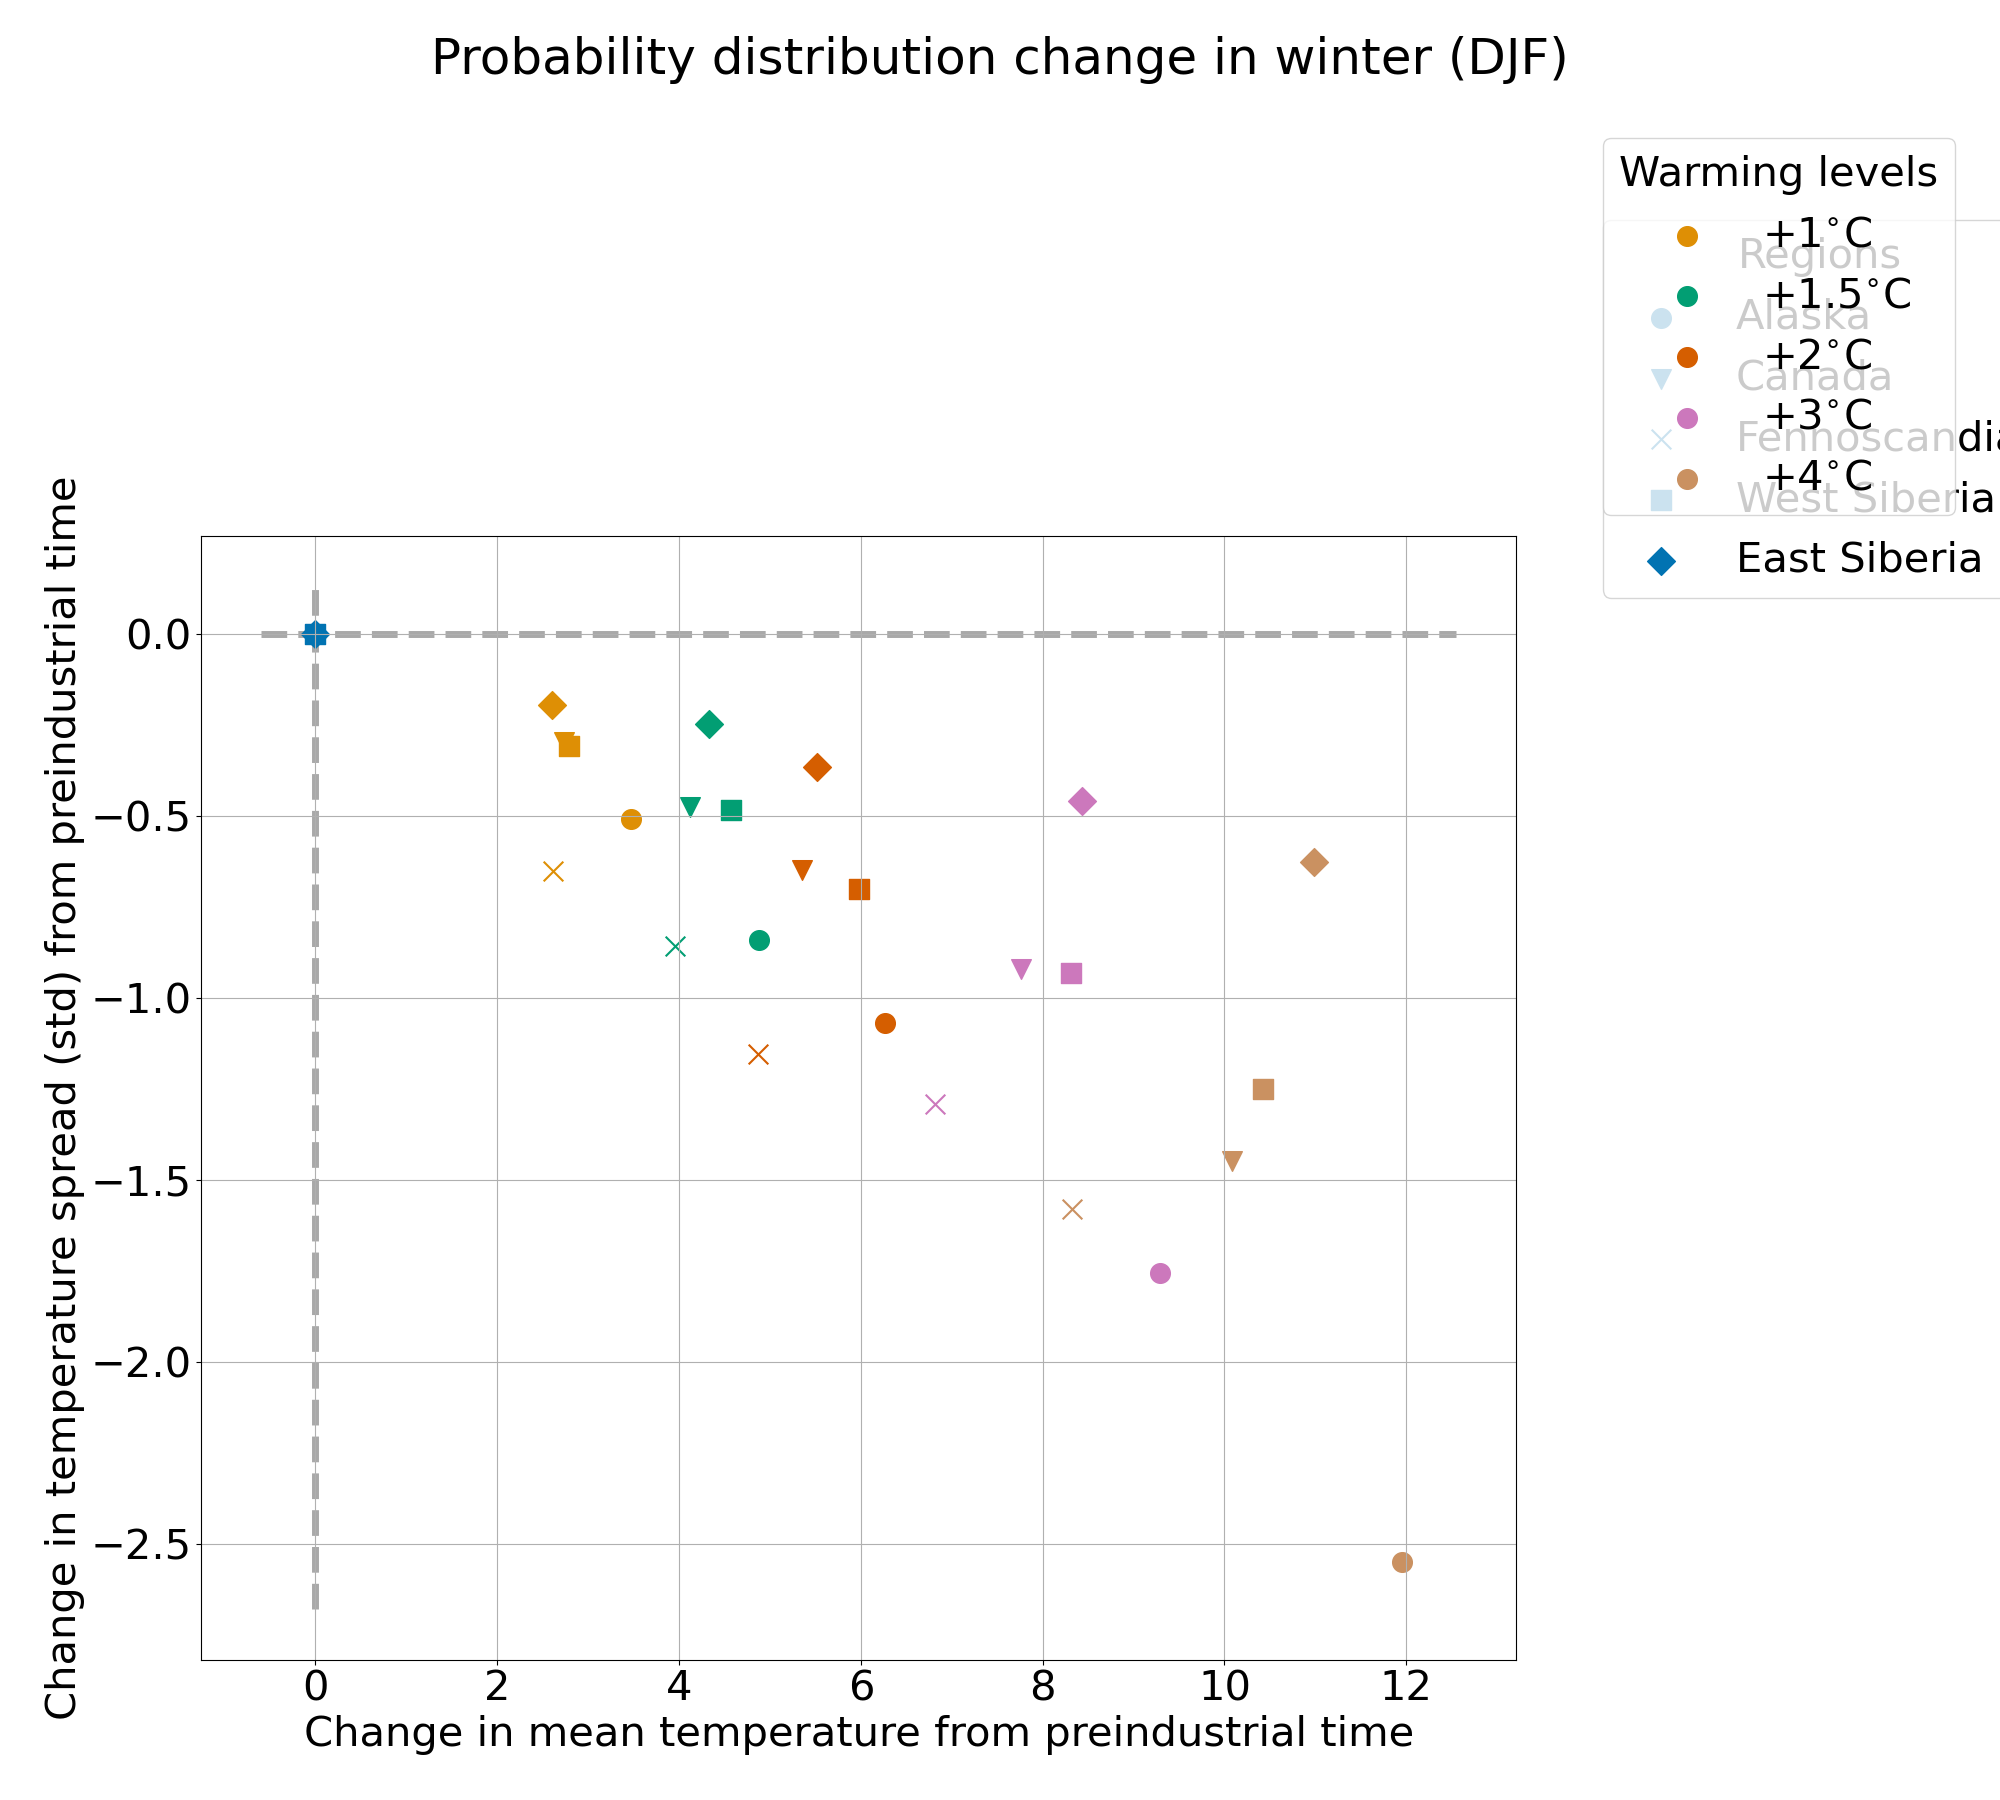 Probability distribution change in winter (DJF)
Warming levels
+1°C
+1.5°C
+2°C
+3°C
+4°C
Regions
Alaska
Canada
Fennoscandia
West Siberia
East Siberia
Change in temperature spread (std) from preindustrial time
0.0
−0.5
−1.0
−1.5
−2.0
−2.5
0 2 4 6 8 10 12
Change in mean temperature from preindustrial time